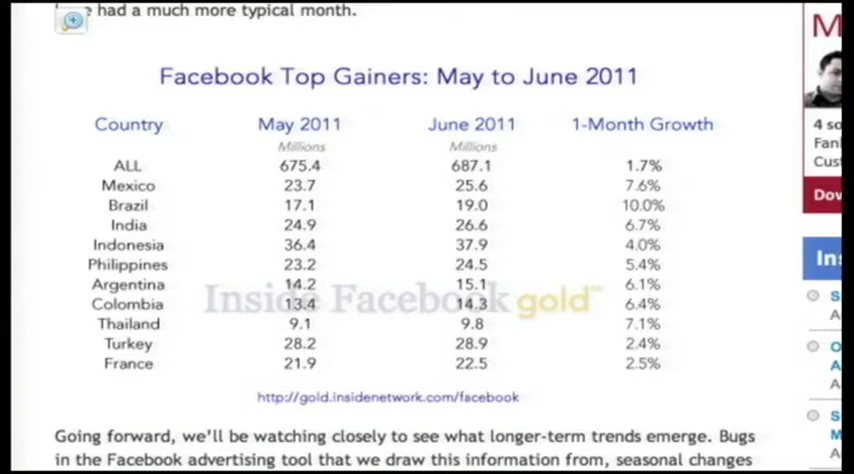 had a much more typical month.
Facebook Top Gainers: May to June 2011
Country May 2011 June 2011 1-Month Growth
Millions Millions
ALL 675.4 687.1 1.7%
Mexico 23.7 25.6 7.6%
Brazil 17.1 19.0 10.0%
India 24.9 26.6 6.7%
Indonesia 36.4 37.9 4.0%
Philippines 23.2 24.5 5.4%
Argentina 14.2 15.1 6.1%
Inside Facebook gold™
Colombia 13.4 14.3 6.4%
Thailand 9.1 9.8 7.1%
Turkey 28.2 28.9 2.4%
France 21.9 22.5 2.5%
http://gold.insidenetwork.com/facebook
Going forward, we'll be watching closely to see what longer-term trends emerge. Bugs
in the Facebook advertising tool that we draw this information from, seasonal changes
M
4 so
Fan
Cus
Dov
Ins
S
A
O
A
A
S
M
A